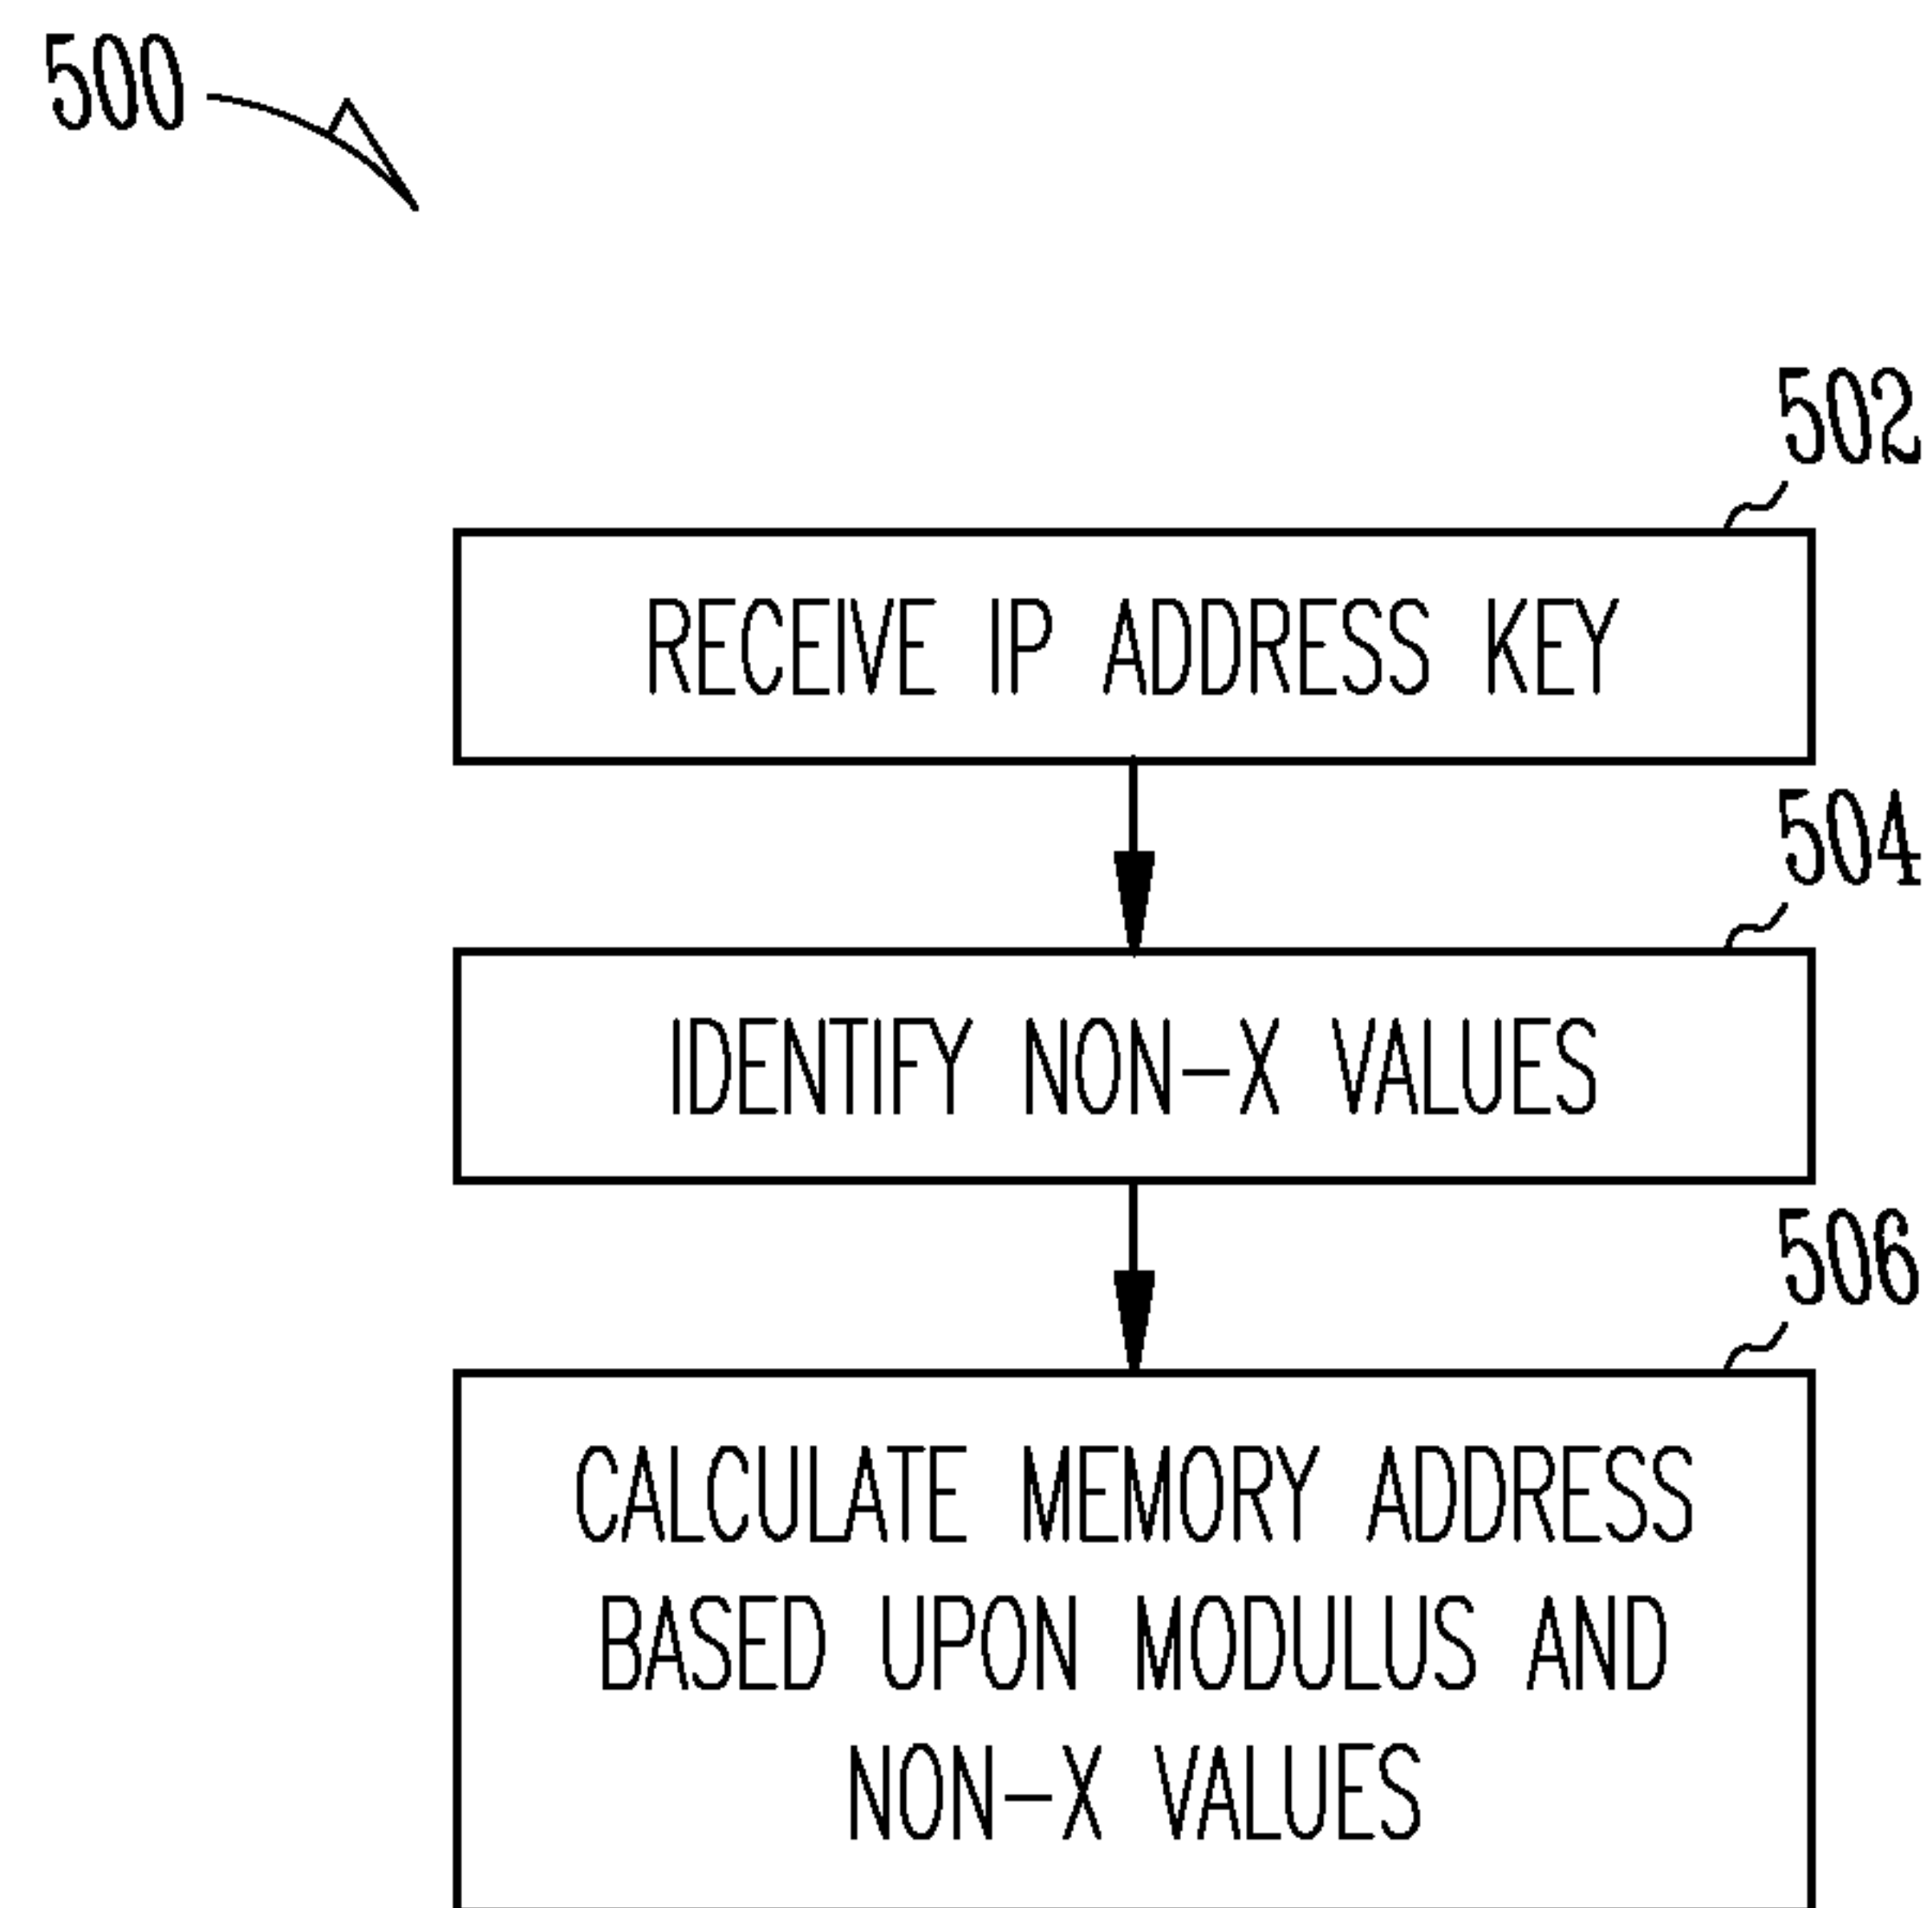 500
502
RECEIVE IP ADDRESS KEY
504
IDENTIFY NON-X VALUES
506
CALCULATE MEMORY ADDRESS
BASED UPON MODULUS AND
NON-X VALUES